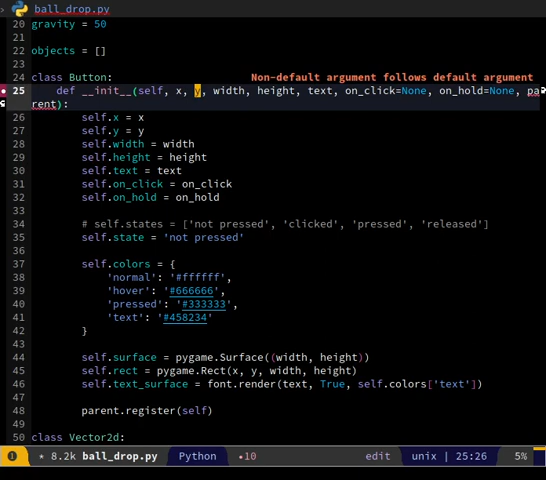 ball_drop.py
20 gravity = 50
21
22 objects = []
23
24 class Button: Non-default argument follows default argument
25     def __init__(self, x, y, width, height, text, on_click=None, on_hold=None, pa
rent):
26         self.x = x
27         self.y = y
28         self.width = width
29         self.height = height
30         self.text = text
31         self.on_click = on_click
32         self.on_hold = on_hold
33
34         # self.states = ['not pressed', 'clicked', 'pressed', 'released']
35         self.state = 'not pressed'
36
37         self.colors = {
38             'normal': '#ffffff',
39             'hover': '#666666',
40             'pressed': '#333333',
41             'text': '#458234'
42         }
43
44         self.surface = pygame.Surface((width, height))
45         self.rect = pygame.Rect(x, y, width, height)
46         self.text_surface = font.render(text, True, self.colors['text'])
47
48         parent.register(self)
49
50 class Vector2d:
1 * 8.2k ball_drop.py Python •10 edit unix | 25:26 5%